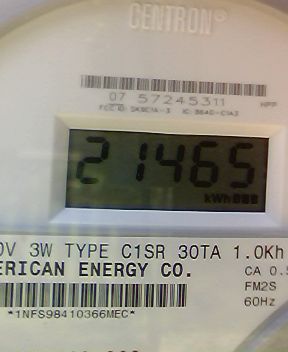 CENTRON
07 57245311
21465
kWh
0V 3W TYPE C1SR 30TA 1.0Kh
ERICAN ENERGY CO.
CA 0.5
FM2S
60Hz
*1NFS98410366MEC*